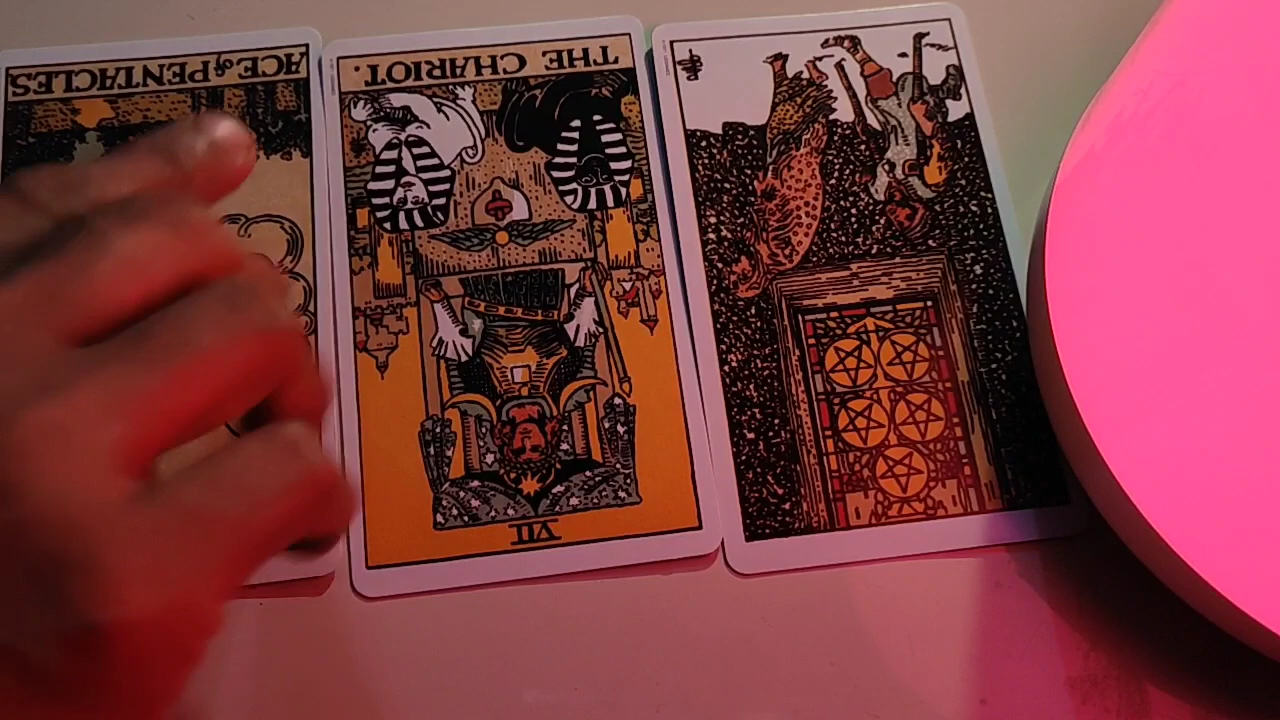 ACE of PENTACLES
THE CHARIOT.
VII